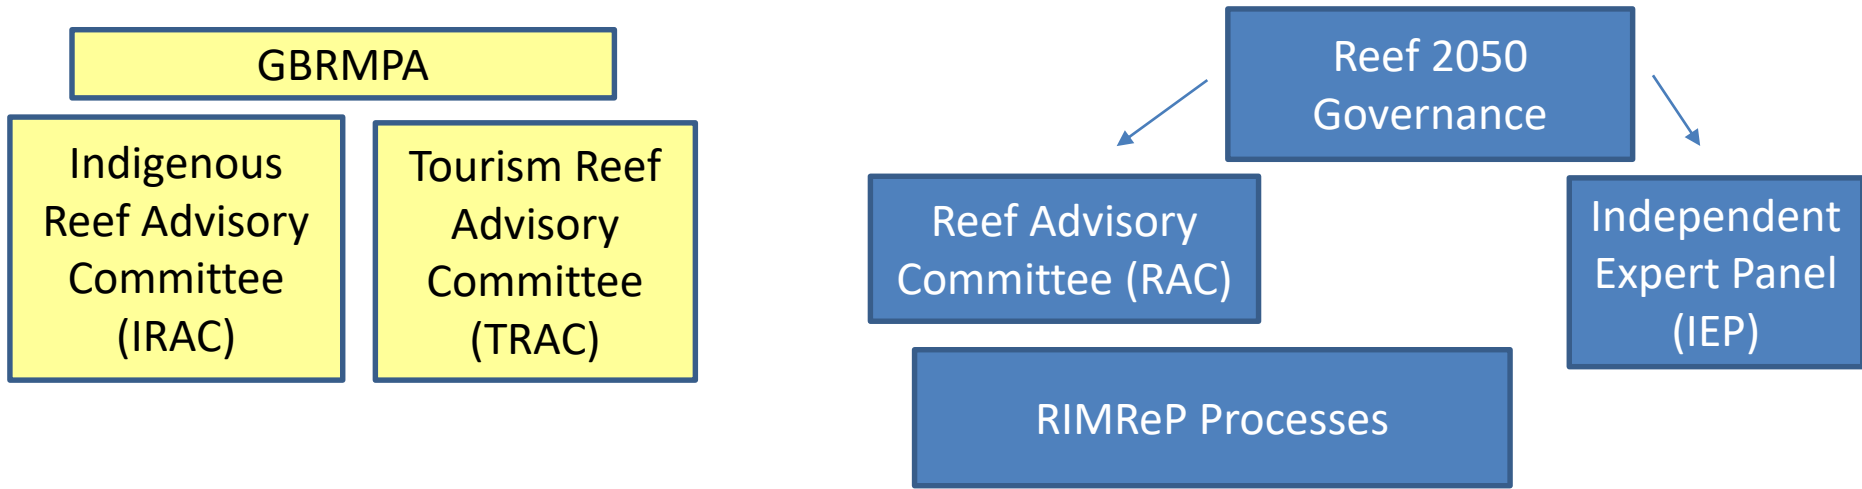 GBRMPA
Indigenous
Reef Advisory
Committee
(IRAC)
Tourism Reef
Advisory
Committee
(TRAC)
Reef 2050
Governance
Reef Advisory
Committee (RAC)
Independent
Expert Panel
(IEP)
RIMReP Processes